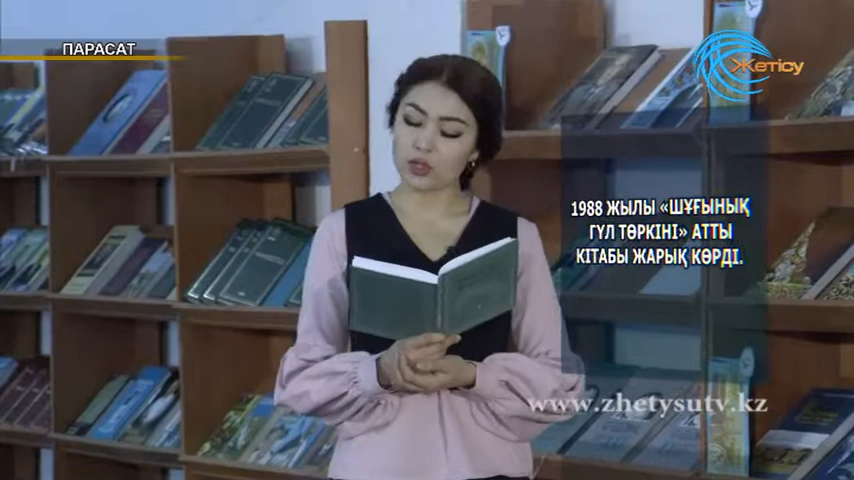 ПАРАСАТ
Жетісу
1988 ЖЫЛЫ «ШҰҒЫНЫҚ
ГҮЛ ТӨРКІНІ» АТТЫ
КІТАБЫ ЖАРЫҚ КӨРДІ.
www.zhetysutv.kz